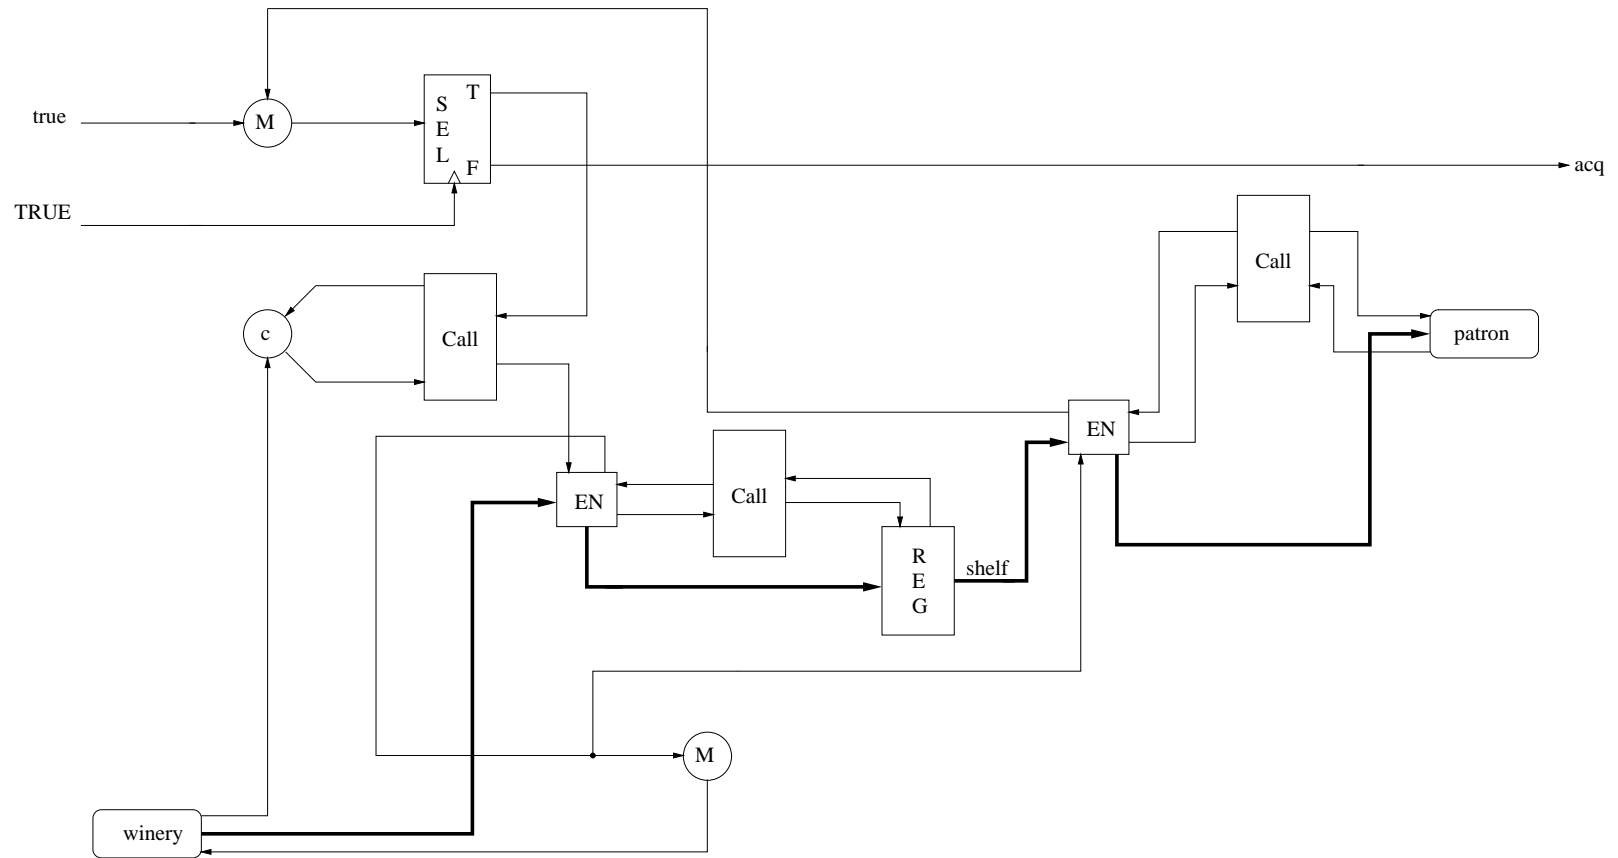 true
M
S
E
L
T
F
acq
TRUE
Call
c
Call
patron
EN
EN
Call
R
E
G
shelf
M
winery